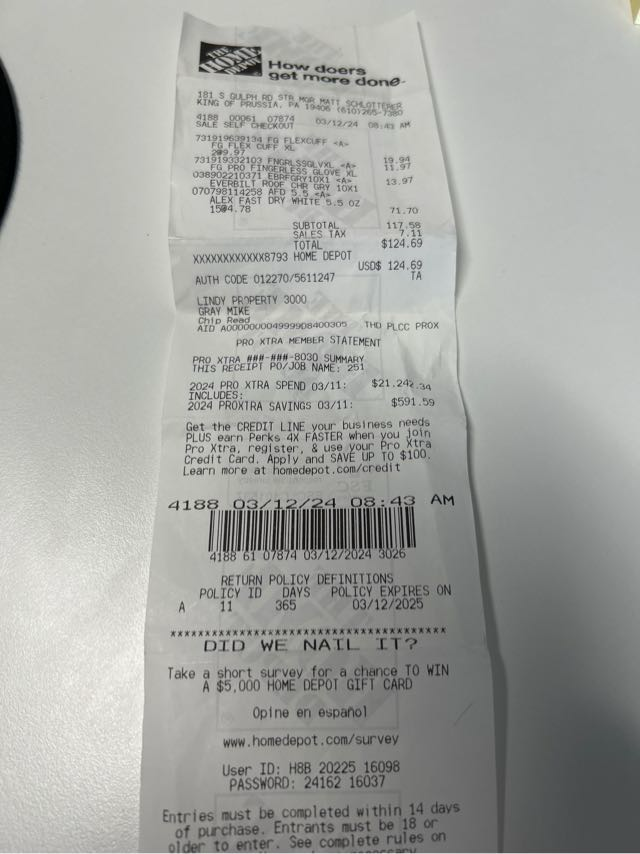 THE
HOME
DEPOT
How doers
get more done
181 S GULPH RD STR MGR MATT SCHLOTTERER
KING OF PRUSSIA, PA 19406 (610)265-7380
4188 00061 07874 03/12/24 08:43 AM
SALE SELF CHECKOUT
731919639134 FG FLEXCUFF <A>
FG FLEX CUFF XL
2@9.97 19.94
731919332103 FNGRLSSGLVXL <A> 11.97
FG PRO FINGERLESS GLOVE XL
038902210371 EBRFGRY10X1 <A> 13.97
EVERBILT ROOF CHR GRY 10X1
070798114258 AFD 5.5 <A>
ALEX FAST DRY WHITE 5.5 OZ
15@4.78 71.70
SUBTOTAL 117.58
SALES TAX 7.11
TOTAL $124.69
XXXXXXXXXXXX8793 HOME DEPOT
USD$ 124.69
AUTH CODE 012270/5611247 TA
LINDY PROPERTY 3000
GRAY MIKE
Chip Read
AID A000000004999908400305 THD PLCC PROX
PRO XTRA MEMBER STATEMENT
PRO XTRA ###-###-8030 SUMMARY
THIS RECEIPT PO/JOB NAME: 251
2024 PRO XTRA SPEND 03/11: $21,242.34
INCLUDES:
2024 PROXTRA SAVINGS 03/11: $591.59
Get the CREDIT LINE your business needs
PLUS earn Perks 4X FASTER when you join
Pro Xtra, register, & use your Pro Xtra
Credit Card. Apply and SAVE UP TO $100.
Learn more at homedepot.com/credit
4188 03/12/24 08:43 AM
4188 61 07874 03/12/2024 3026
RETURN POLICY DEFINITIONS
POLICY ID DAYS POLICY EXPIRES ON
A 11 365 03/12/2025
DID WE NAIL IT?
Take a short survey for a chance TO WIN
A $5,000 HOME DEPOT GIFT CARD
Opine en español
www.homedepot.com/survey
User ID: H8B 20225 16098
PASSWORD: 24162 16037
Entries must be completed within 14 days
of purchase. Entrants must be 18 or
older to enter. See complete rules on